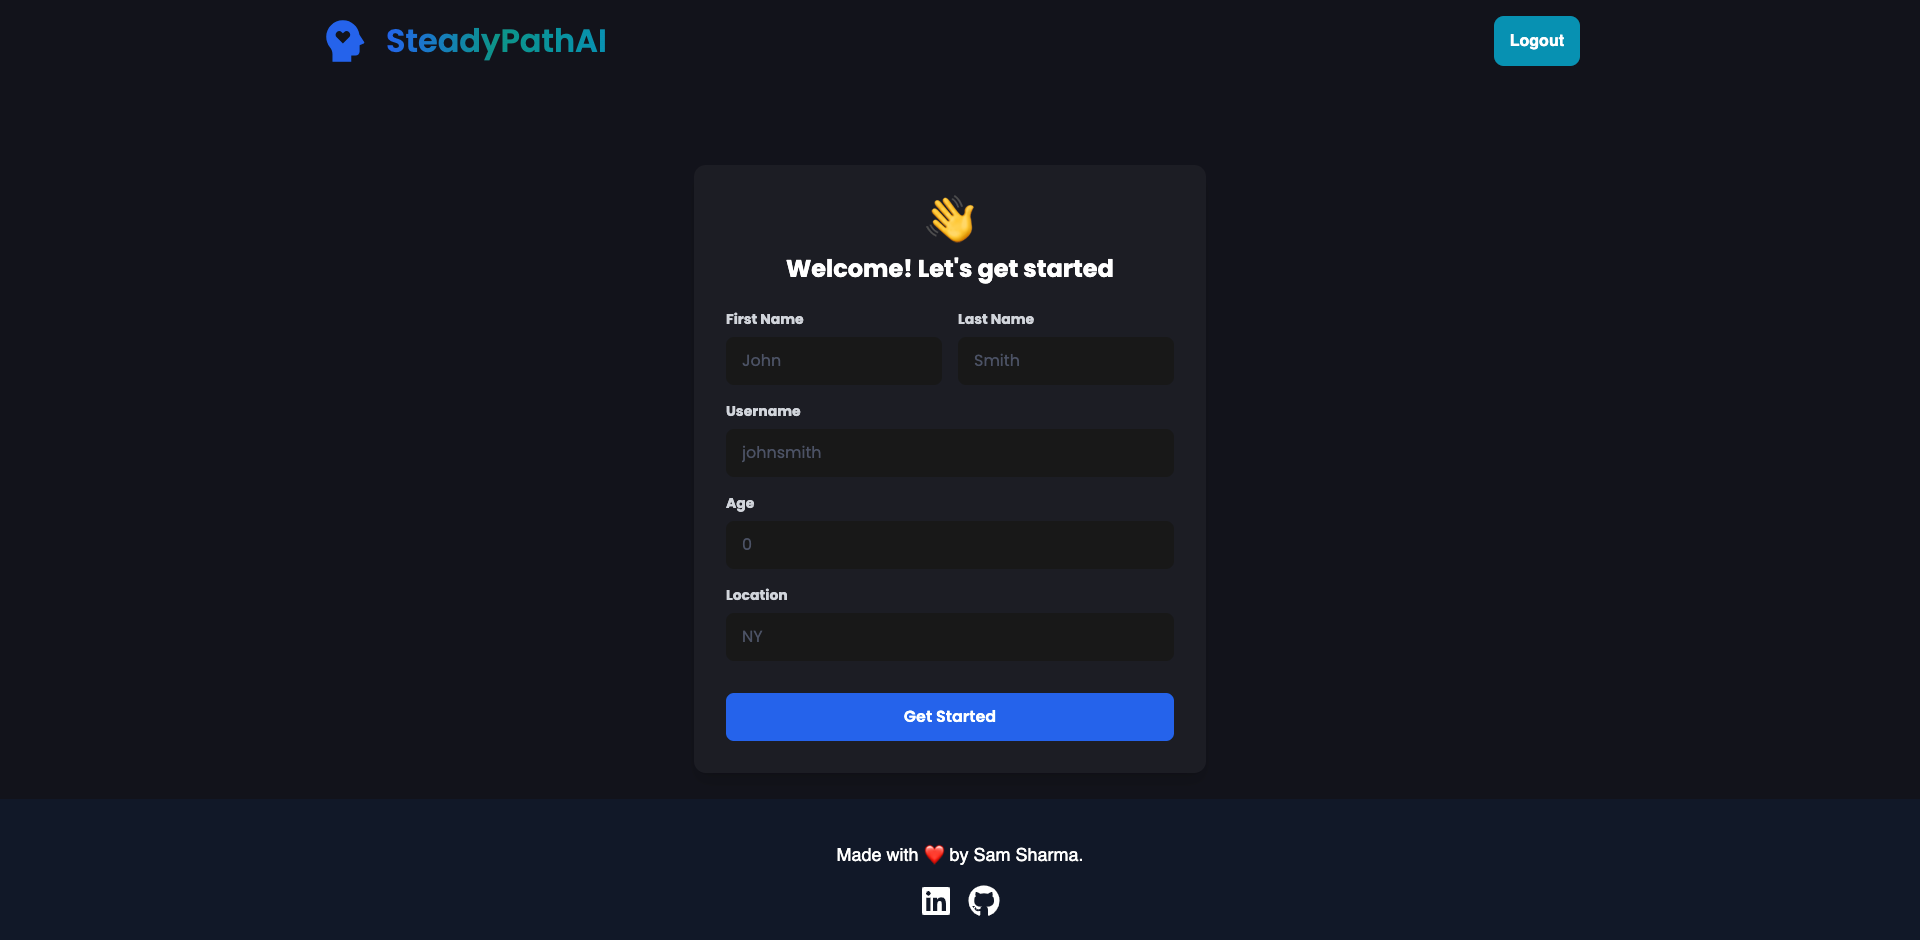 SteadyPathAI
Logout
Welcome! Let's get started
First Name
Last Name
John
Smith
Username
johnsmith
Age
0
Location
NY
Get Started
Made with ❤️ by Sam Sharma.
in